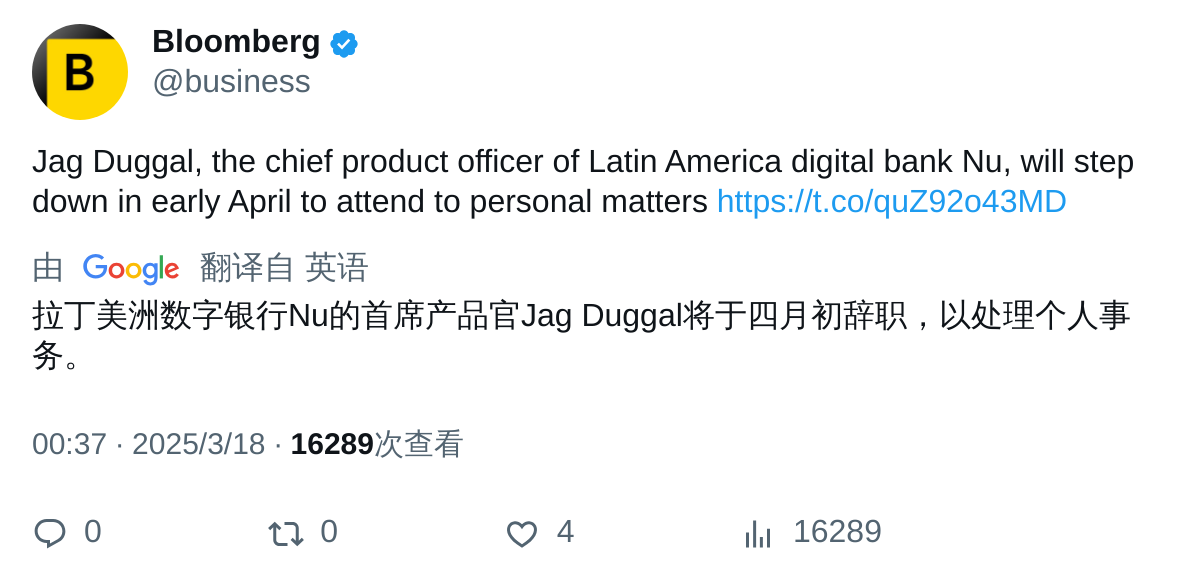 B
Bloomberg
@business
Jag Duggal, the chief product officer of Latin America digital bank Nu, will step
down in early April to attend to personal matters https://t.co/quZ92o43MD
由 Google 翻译自 英语
拉丁美洲数字银行Nu的首席产品官Jag Duggal将于四月初辞职，以处理个人事
务。
00:37 · 2025/3/18 · 16289次查看
0 0 4 16289